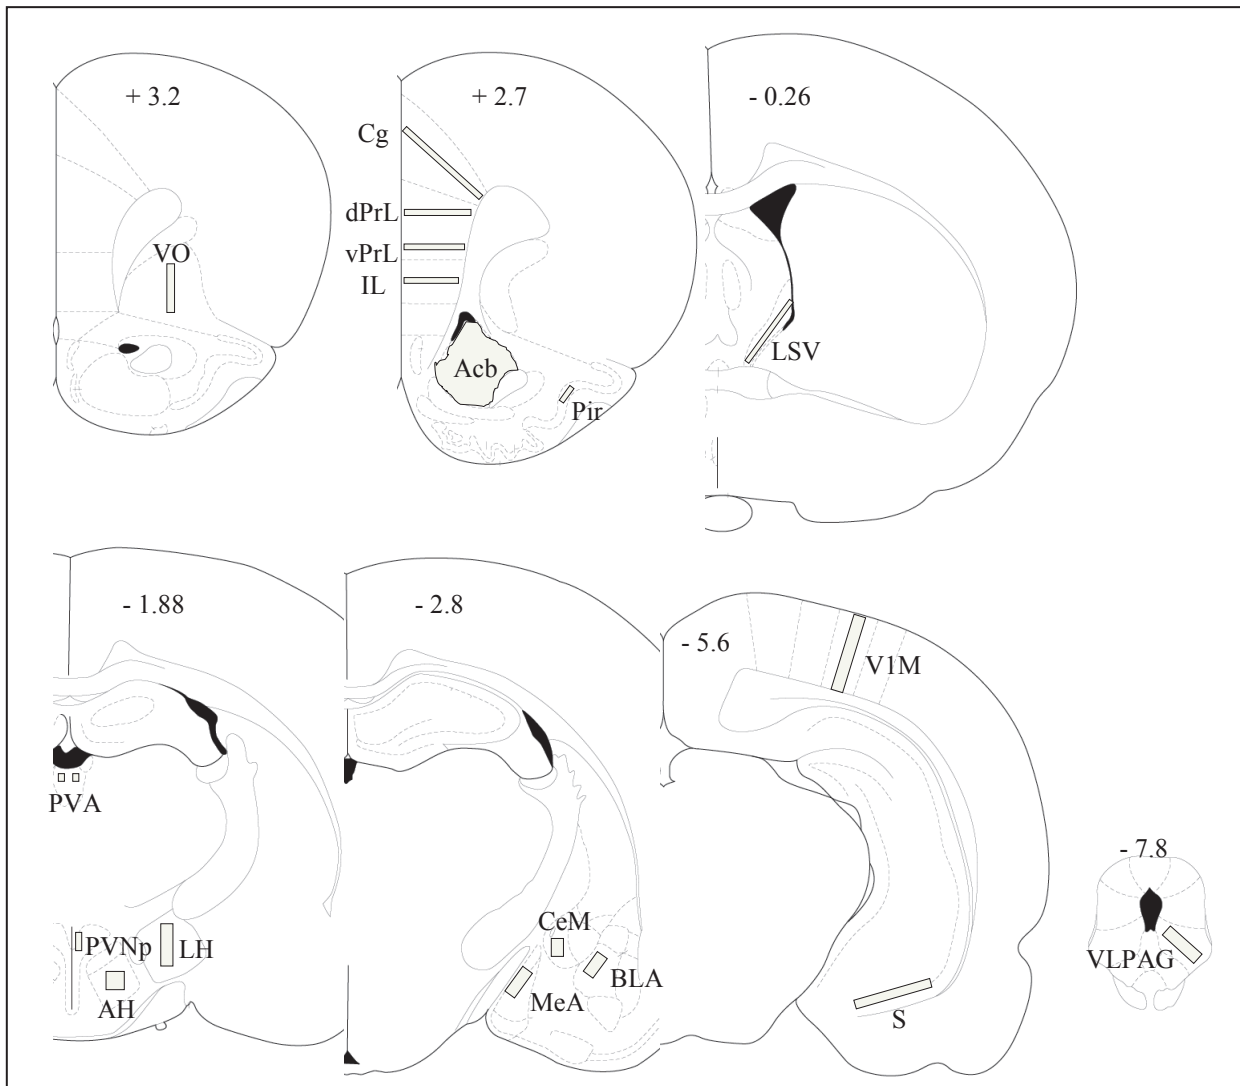 + 3.2
VO
+ 2.7
Cg
dPrL
vPrL
IL
Acb
Pir
- 0.26
LSV
- 1.88
PVA
PVNp
LH
AH
- 2.8
CeM
BLA
MeA
- 5.6
V1M
S
- 7.8
VLPAG